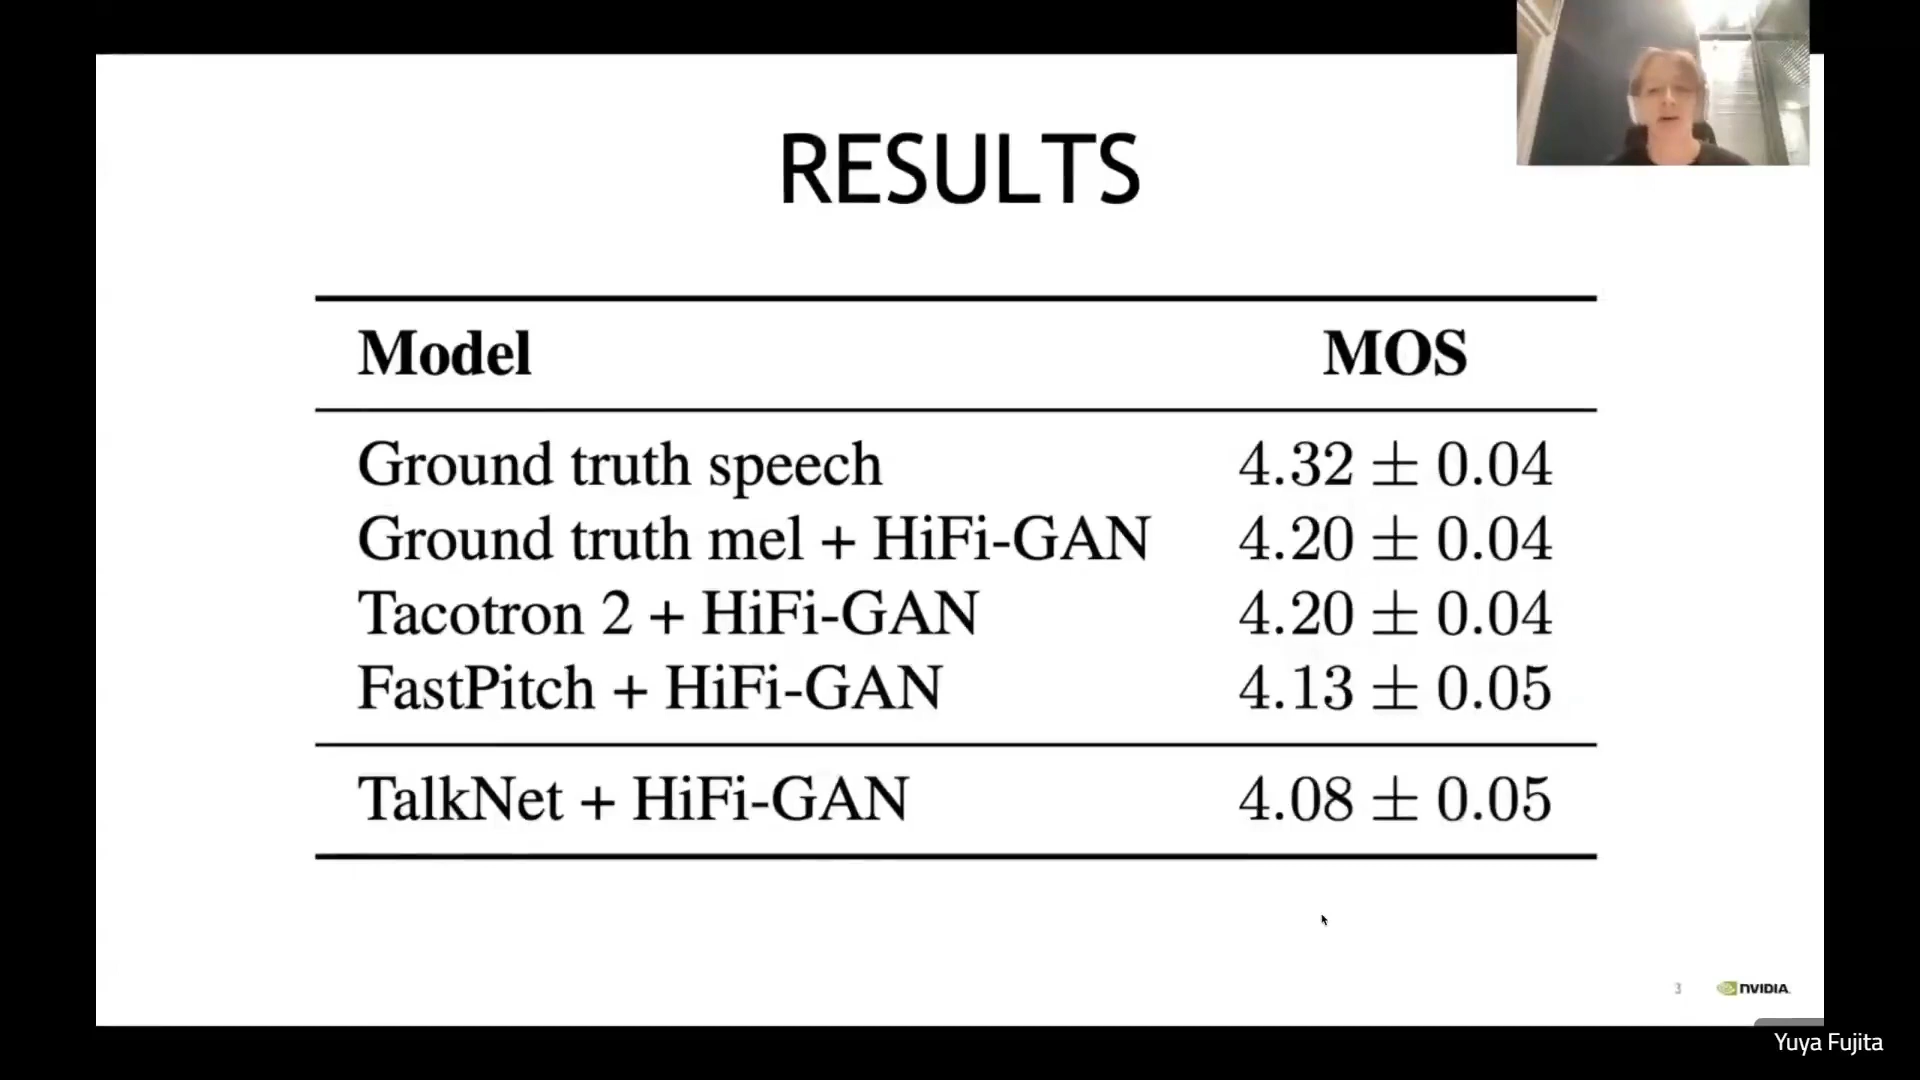 RESULTS
Model MOS
Ground truth speech 4.32 ± 0.04
Ground truth mel + HiFi-GAN 4.20 ± 0.04
Tacotron 2 + HiFi-GAN 4.20 ± 0.04
FastPitch + HiFi-GAN 4.13 ± 0.05
TalkNet + HiFi-GAN 4.08 ± 0.05
3 NVIDIA
Yuya Fujita